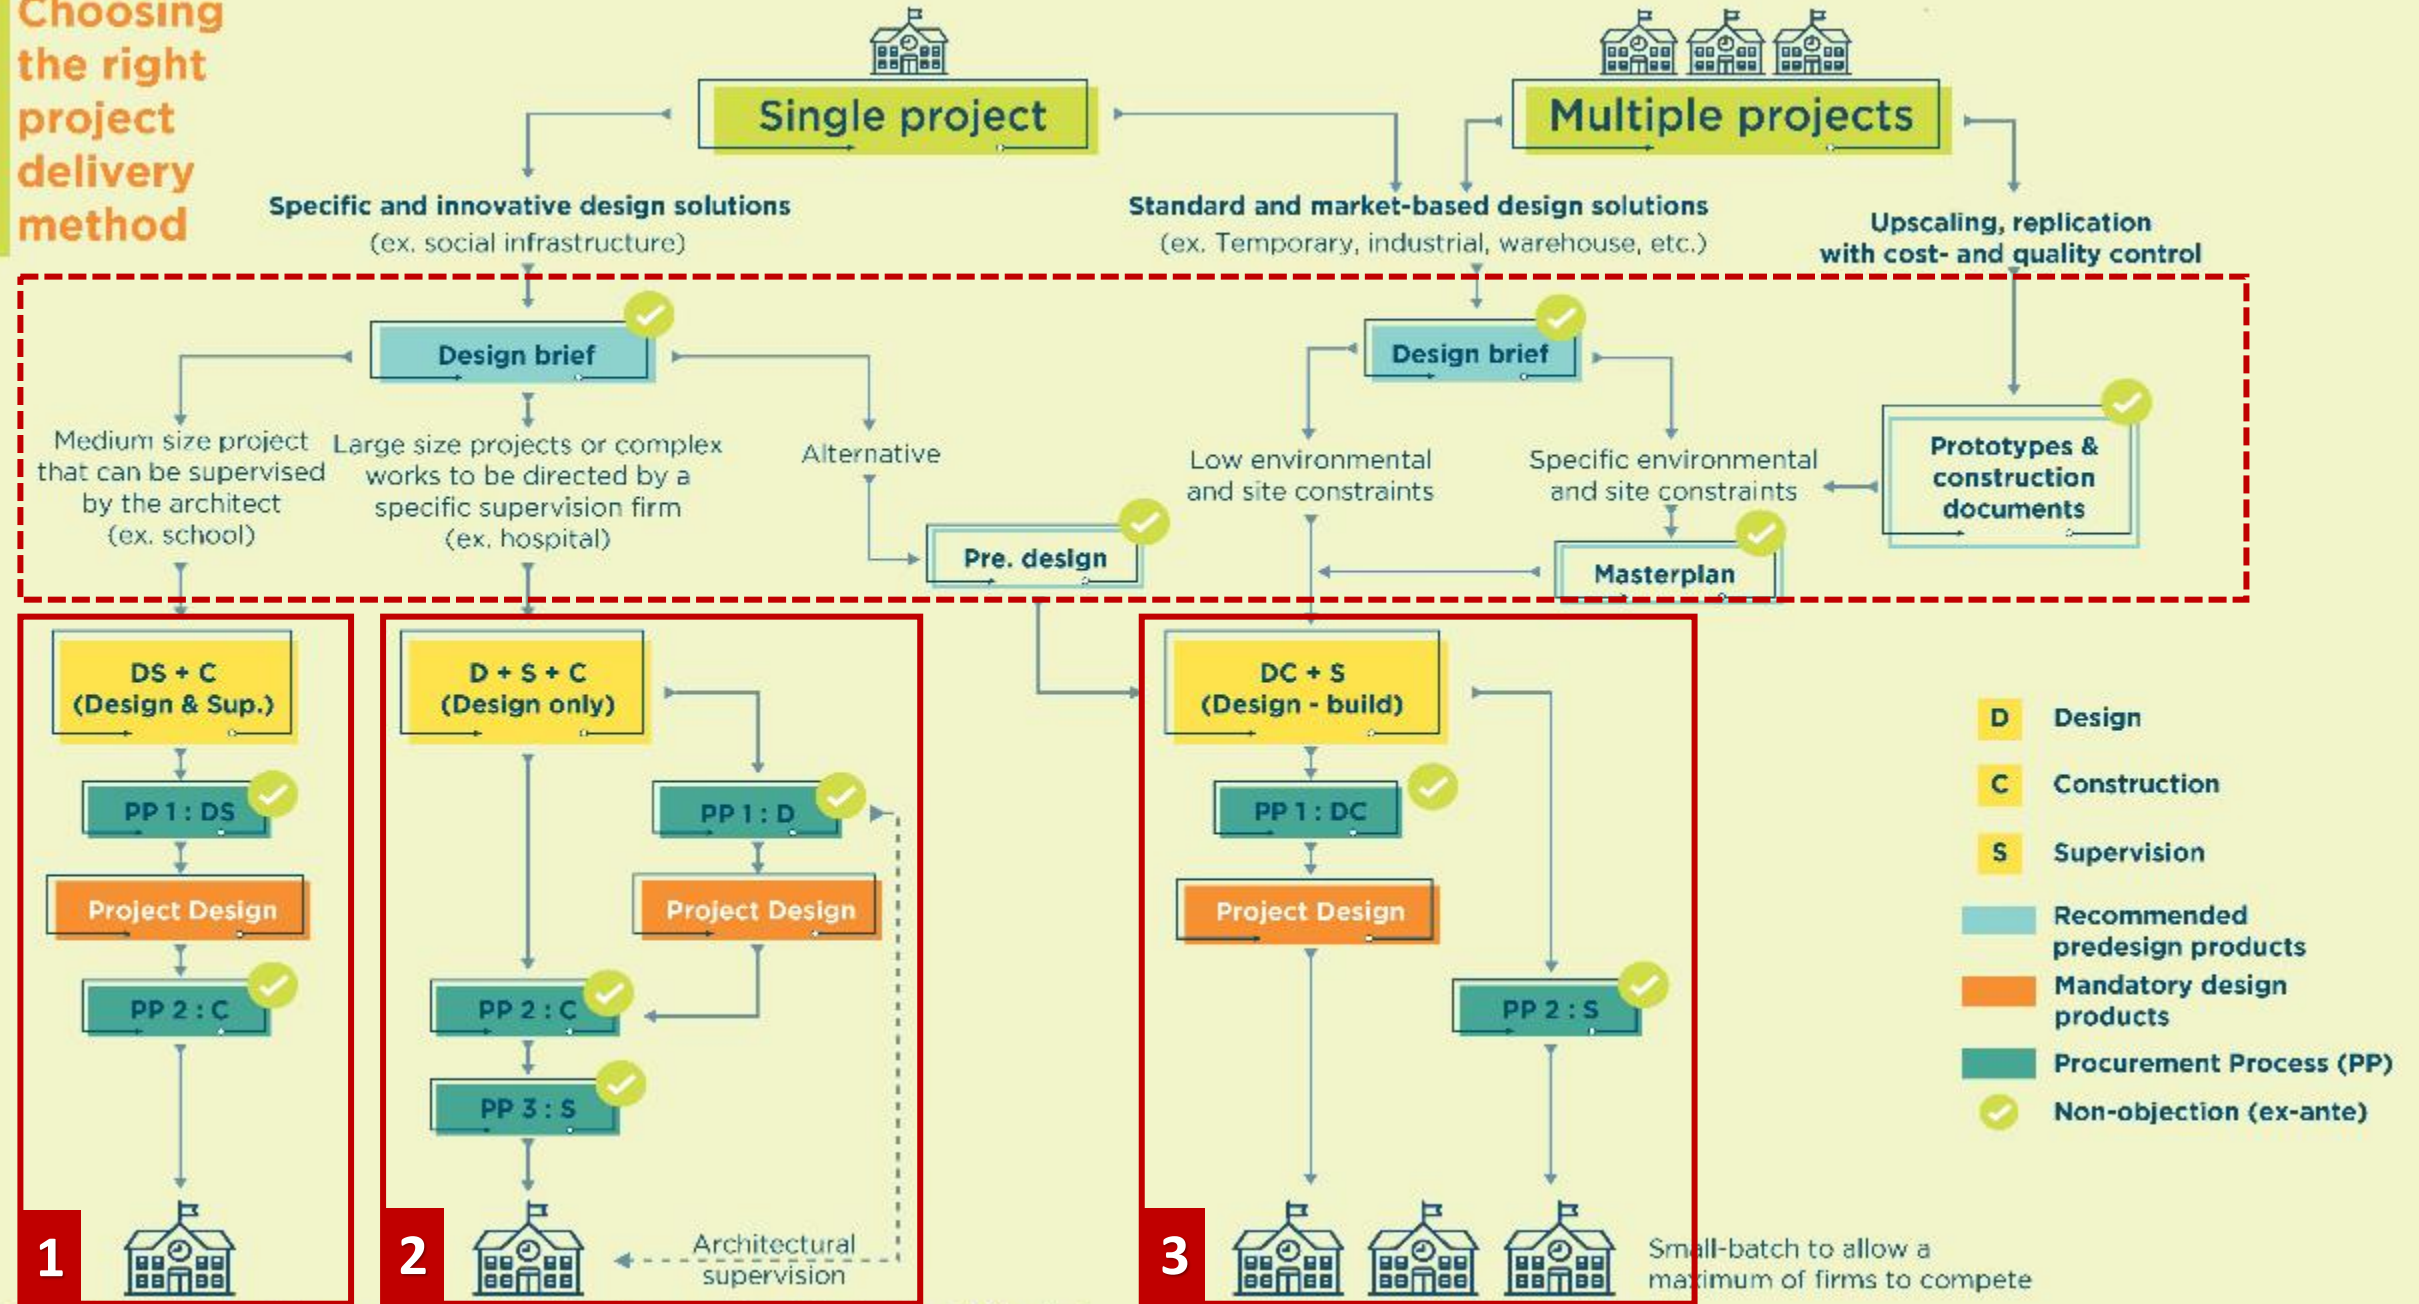 Choosing
the right
project
delivery
method
Single project
Multiple projects
Specific and innovative design solutions
(ex. social infrastructure)
Standard and market-based design solutions
(ex. Temporary, industrial, warehouse, etc.)
Upscaling, replication
with cost- and quality control
Design brief
Design brief
Medium size project
that can be supervised
by the architect
(ex. school)
Large size projects or complex
works to be directed by a
specific supervision firm
(ex. hospital)
Alternative
Pre. design
Low environmental
and site constraints
Specific environmental
and site constraints
Prototypes &
construction
documents
Masterplan
DS + C
(Design & Sup.)
PP 1 : DS
Project Design
PP 2 : C
1
D + S + C
(Design only)
PP 1 : D
Project Design
PP 2 : C
PP 3 : S
Architectural
supervision
2
DC + S
(Design - build)
PP 1 : DC
Project Design
PP 2 : S
3
Small-batch to allow a
maximum of firms to compete
D Design
C Construction
S Supervision
Recommended
predesign products
Mandatory design
products
Procurement Process (PP)
Non-objection (ex-ante)